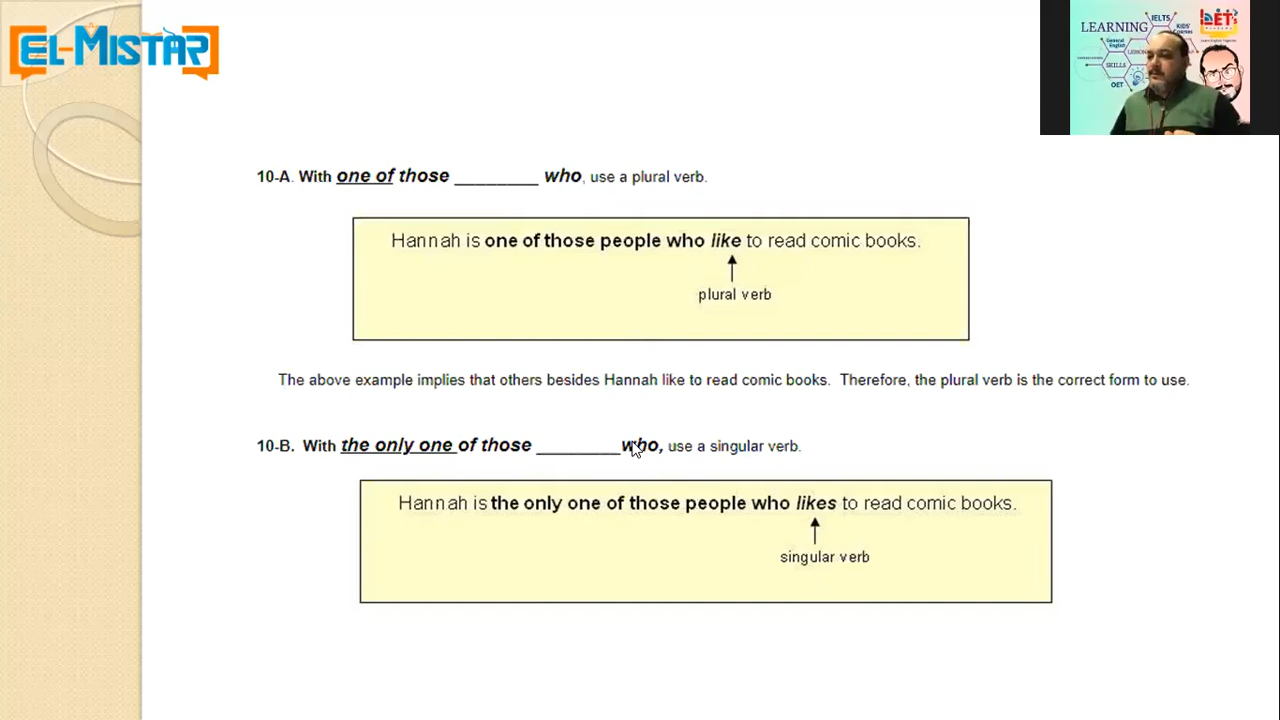 EL-MISTAR
LEARNING
IELTS
KIDS'
Courses
General
English
SKILLS
OET
LET's
10-A. With one of those ________ who, use a plural verb.
Hannah is one of those people who like to read comic books.
plural verb
The above example implies that others besides Hannah like to read comic books. Therefore, the plural verb is the correct form to use.
10-B. With the only one of those ________who, use a singular verb.
Hannah is the only one of those people who likes to read comic books.
singular verb